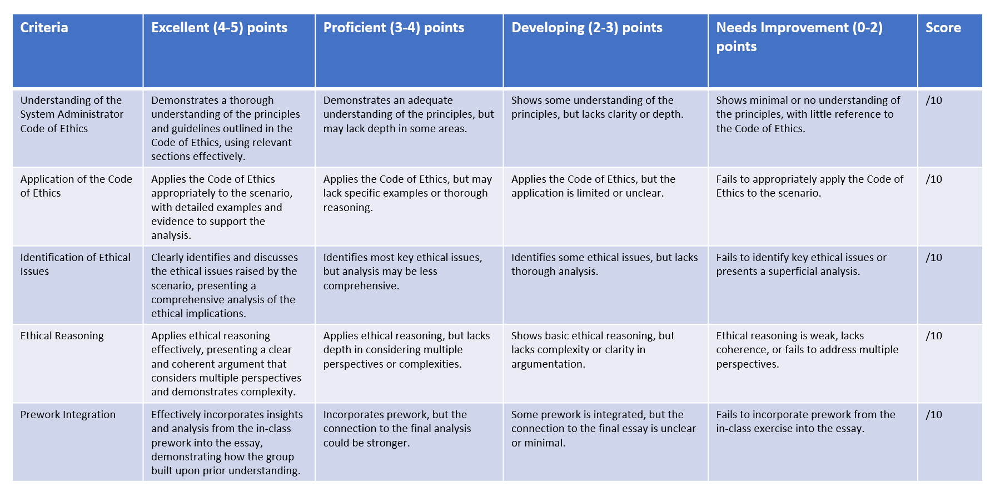 Criteria
Excellent (4-5) points
Proficient (3-4) points
Developing (2-3) points
Needs Improvement (0-2)
points
Score
Understanding of the
System Administrator
Code of Ethics
Demonstrates a thorough
understanding of the principles
and guidelines outlined in the
Code of Ethics, using relevant
sections effectively.
Demonstrates an adequate
understanding of the principles, but
may lack depth in some areas.
Shows some understanding of the
principles, but lacks clarity or depth.
Shows minimal or no understanding of
the principles, with little reference to
the Code of Ethics.
/10
Application of the Code
of Ethics
Applies the Code of Ethics
appropriately to the scenario,
with detailed examples and
evidence to support the
analysis.
Applies the Code of Ethics, but may
lack specific examples or thorough
reasoning.
Applies the Code of Ethics, but the
application is limited or unclear.
Fails to appropriately apply the Code of
Ethics to the scenario.
/10
Identification of Ethical
Issues
Clearly identifies and discusses
the ethical issues raised by the
scenario, presenting a
comprehensive analysis of the
ethical implications.
Identifies most key ethical issues,
but analysis may be less
comprehensive.
Identifies some ethical issues, but lacks
thorough analysis.
Fails to identify key ethical issues or
presents a superficial analysis.
/10
Ethical Reasoning
Applies ethical reasoning
effectively, presenting a clear
and coherent argument that
considers multiple perspectives
and demonstrates complexity.
Applies ethical reasoning, but lacks
depth in considering multiple
perspectives or complexities.
Shows basic ethical reasoning, but
lacks complexity or clarity in
argumentation.
Ethical reasoning is weak, lacks
coherence, or fails to address multiple
perspectives.
/10
Prework Integration
Effectively incorporates insights
and analysis from the in-class
prework into the essay,
demonstrating how the group
built upon prior understanding.
Incorporates prework, but the
connection to the final analysis
could be stronger.
Some prework is integrated, but the
connection to the final essay is unclear
or minimal.
Fails to incorporate prework from the
in-class exercise into the essay.
/10